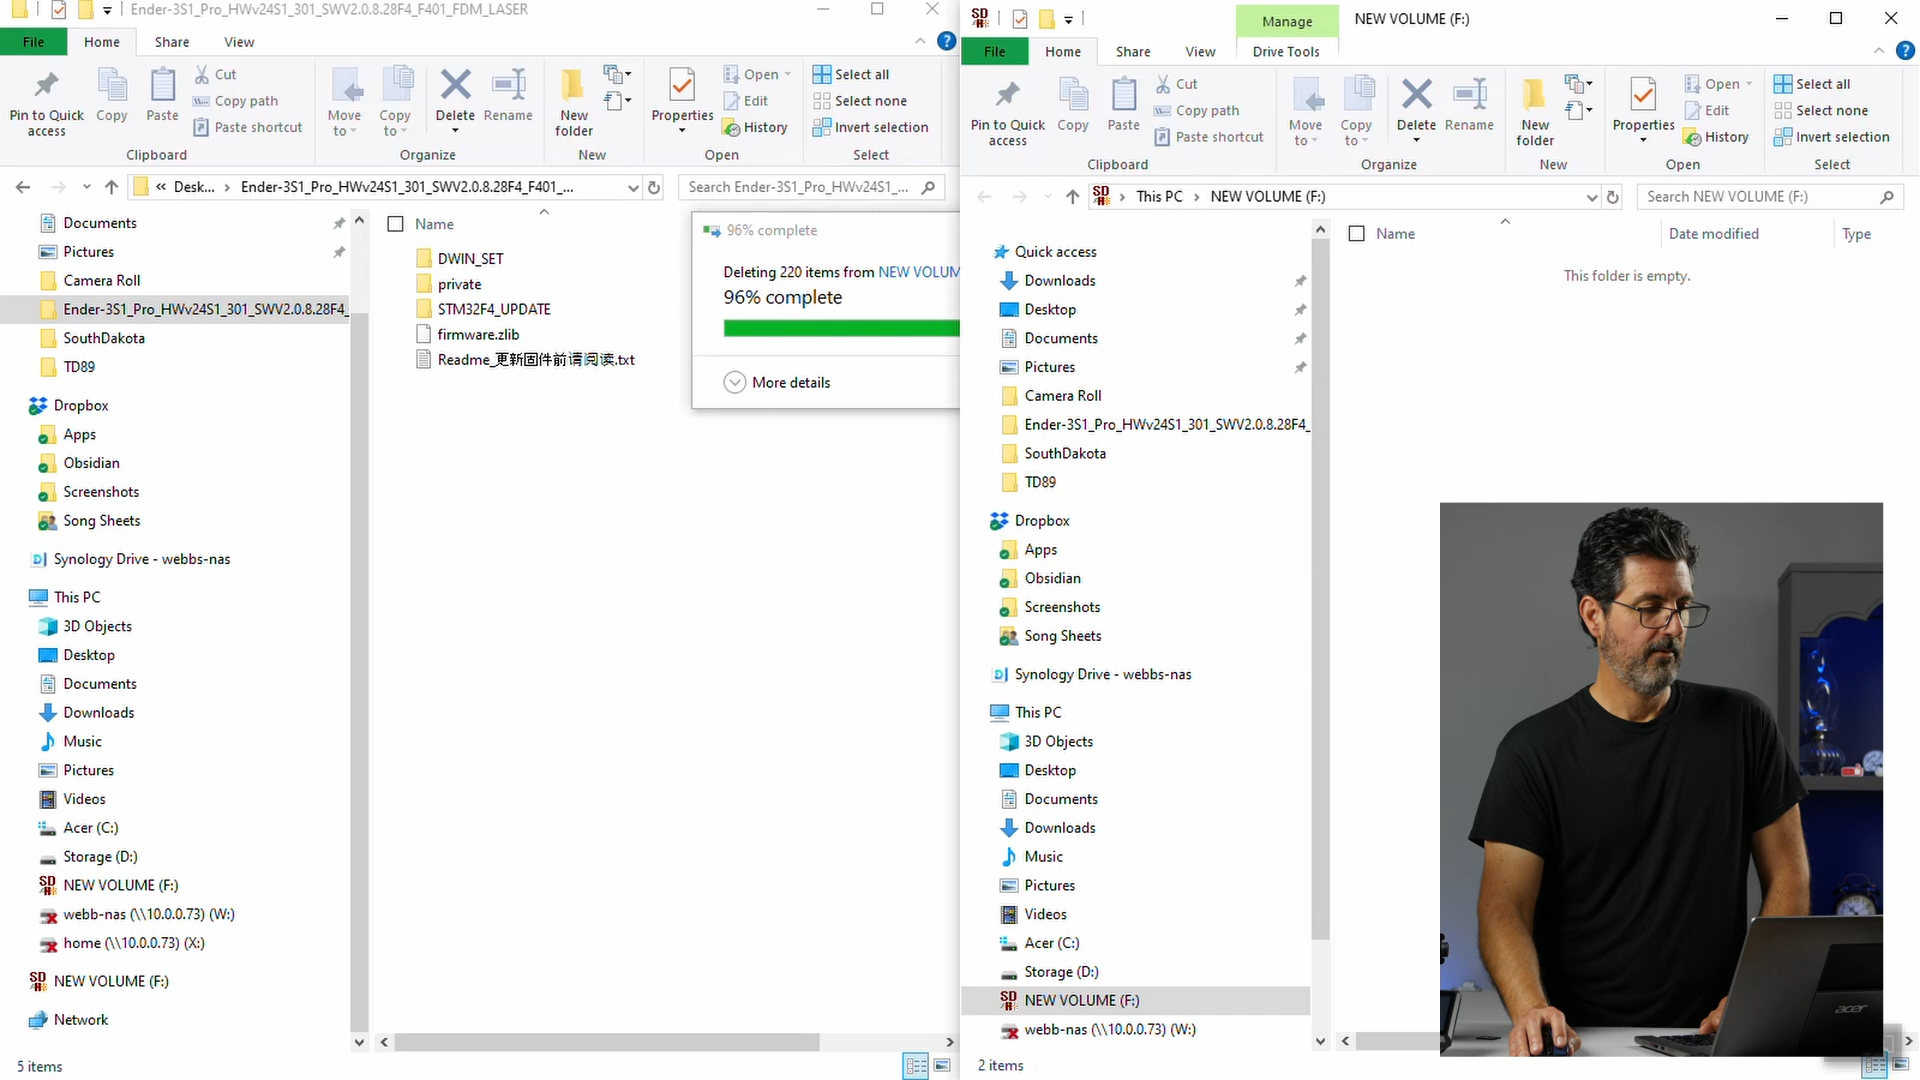 Ender-3S1_Pro_HWv24S1_301_SWV2.0.8.28F4_F401_FDM_LASER
File
Home
Share
View
Pin to Quick access
Copy
Paste
Cut
Copy path
Paste shortcut
Clipboard
Move to
Copy to
Delete
Rename
Organize
New folder
New
Properties
Open
Edit
History
Open
Select all
Select none
Invert selection
Select
« Desk... › Ender-3S1_Pro_HWv24S1_301_SWV2.0.8.28F4_F401_...
Search Ender-3S1_Pro_HWv24S1_...
Documents
Pictures
Camera Roll
Ender-3S1_Pro_HWv24S1_301_SWV2.0.8.28F4_
SouthDakota
TD89
Dropbox
Apps
Obsidian
Screenshots
Song Sheets
Synology Drive - webbs-nas
This PC
3D Objects
Desktop
Documents
Downloads
Music
Pictures
Videos
Acer (C:)
Storage (D:)
NEW VOLUME (F:)
webb-nas (\\10.0.0.73) (W:)
home (\\10.0.0.73) (X:)
NEW VOLUME (F:)
Network
5 items
Name
DWIN_SET
private
STM32F4_UPDATE
firmware.zlib
Readme_更新固件前请阅读.txt
96% complete
Deleting 220 items from NEW VOLUM
96% complete
More details
Manage
NEW VOLUME (F:)
File
Home
Share
View
Drive Tools
Pin to Quick access
Copy
Paste
Cut
Copy path
Paste shortcut
Clipboard
Move to
Copy to
Delete
Rename
Organize
New folder
New
Properties
Open
Edit
History
Open
Select all
Select none
Invert selection
Select
This PC › NEW VOLUME (F:)
Search NEW VOLUME (F:)
Quick access
Downloads
Desktop
Documents
Pictures
Camera Roll
Ender-3S1_Pro_HWv24S1_301_SWV2.0.8.28F4_
SouthDakota
TD89
Dropbox
Apps
Obsidian
Screenshots
Song Sheets
Synology Drive - webbs-nas
This PC
3D Objects
Desktop
Documents
Downloads
Music
Pictures
Videos
Acer (C:)
Storage (D:)
NEW VOLUME (F:)
webb-nas (\\10.0.0.73) (W:)
2 items
Name
Date modified
Type
This folder is empty.
acer